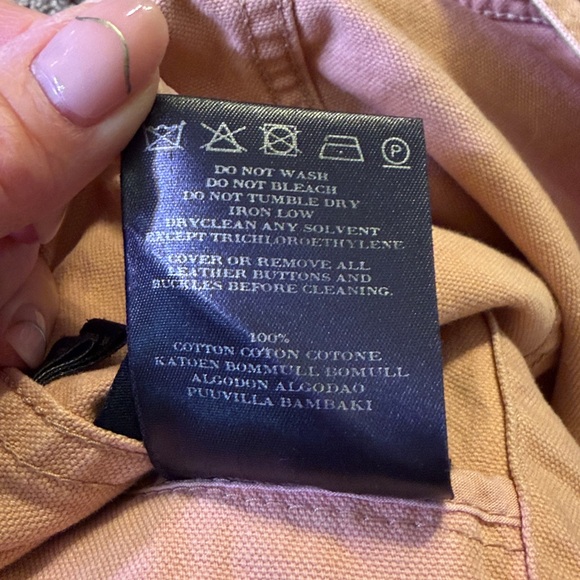 P
DO NOT WASH
DO NOT BLEACH
DO NOT TUMBLE DRY
IRON LOW
DRYCLEAN ANY SOLVENT
EXCEPT TRICHLOROETHYLENE
COVER OR REMOVE ALL
LEATHER BUTTONS AND
BUCKLES BEFORE CLEANING.
100%
COTTON COTON COTONE
KATOEN BOMMULL BOMULL
ALGODON ALGODAO
PUUVILLA BAMBAKI